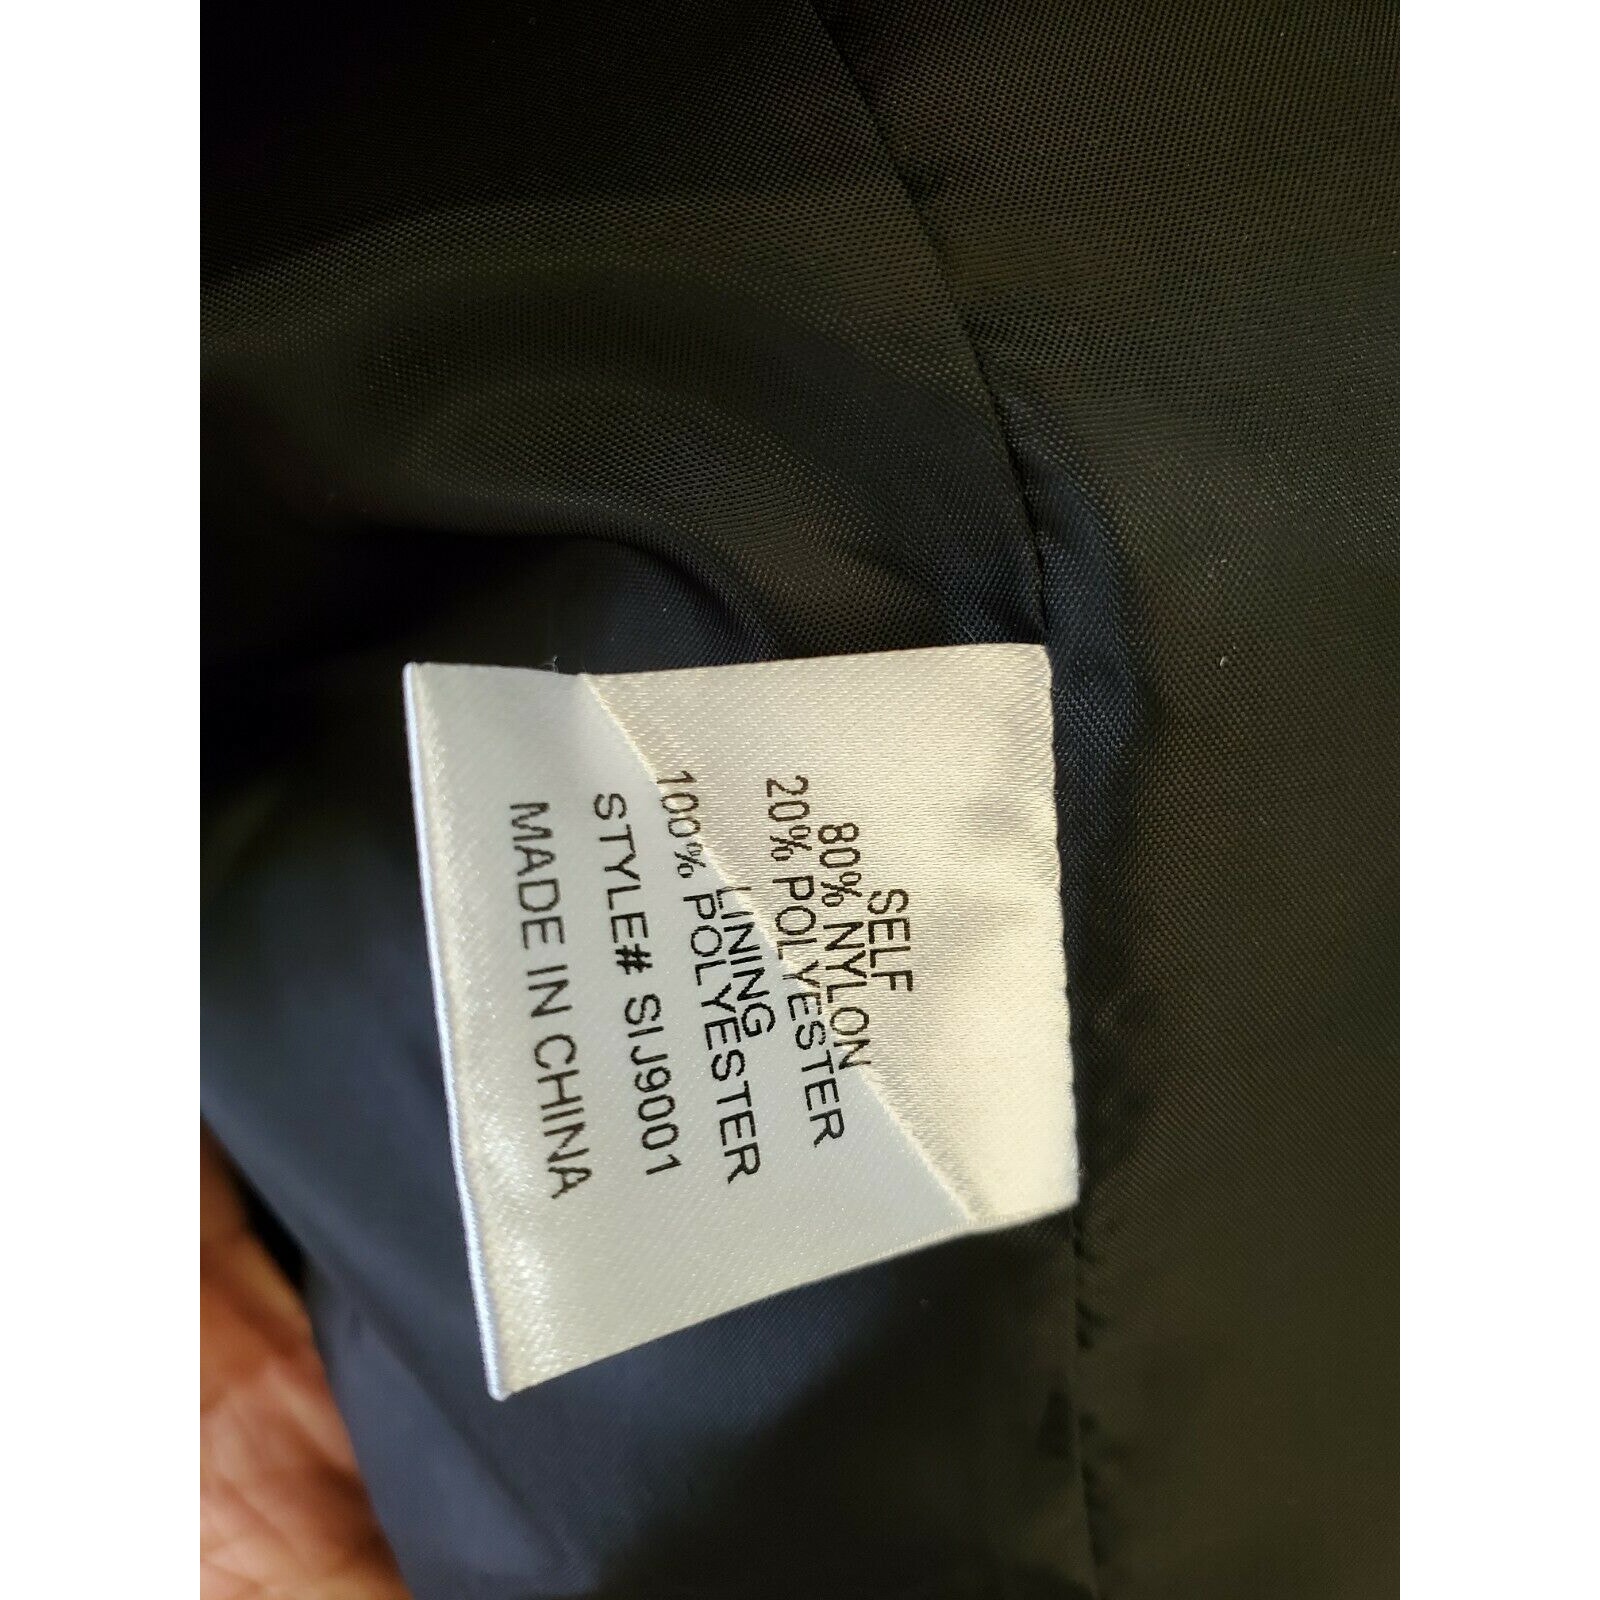 SELF
80% NYLON
20% POLYESTER
LINING
100% POLYESTER
STYLE# SIJ9001
MADE IN CHINA